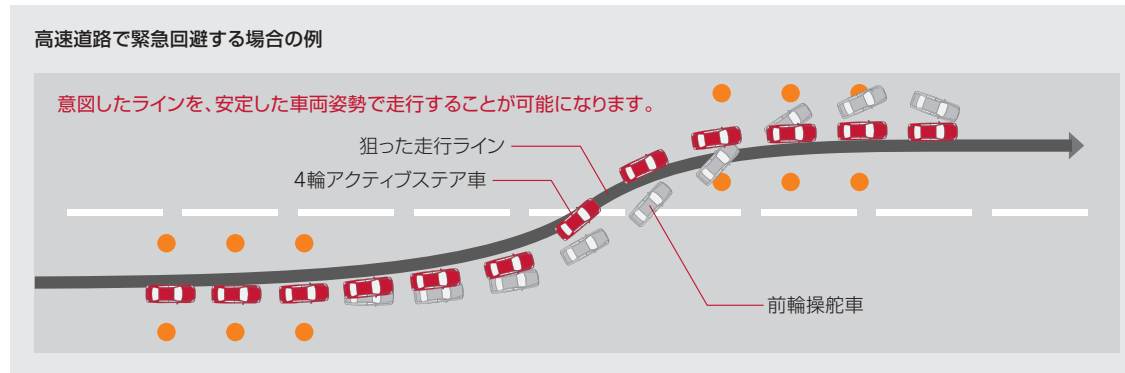 高速道路で緊急回避する場合の例
意図したラインを、安定した車両姿勢で走行することが可能になります。
狙った走行ライン
4輪アクティブステア車
前輪操舵車